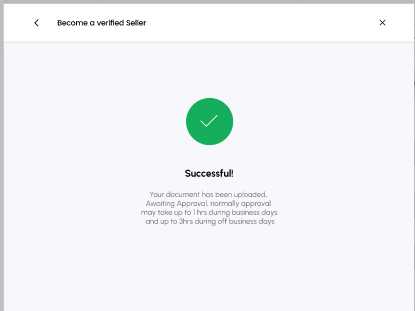 Become a verified Seller
Successful!
Your document has been uploaded,
Awaiting Approval, normally approval
may take up to 1 hrs during business days
and up to 3hrs during off business days